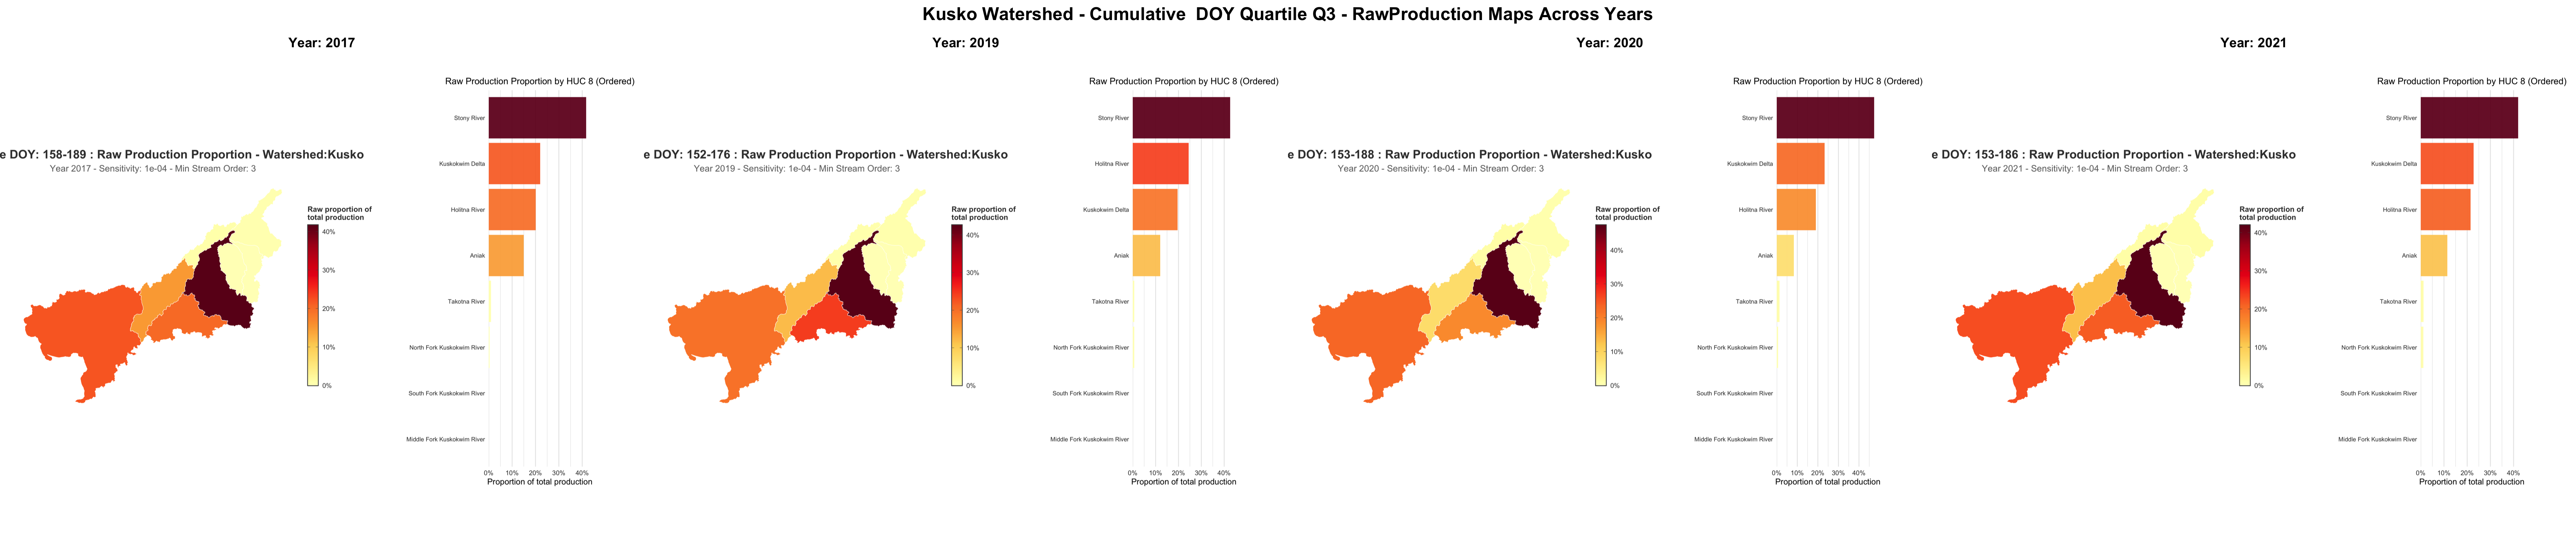 Kusko Watershed - Cumulative  DOY Quartile Q3 - RawProduction Maps Across Years
Year: 2017
e DOY: 158-189 : Raw Production Proportion - Watershed:Kusko
Year 2017 - Sensitivity: 1e-04 - Min Stream Order: 3
Raw proportion of
total production
40%
30%
20%
10%
0%
Raw Production Proportion by HUC 8 (Ordered)
Stony River
Kuskokwim Delta
Holitna River
Aniak
Takotna River
North Fork Kuskokwim River
South Fork Kuskokwim River
Middle Fork Kuskokwim River
0% 10% 20% 30% 40%
Proportion of total production
Year: 2019
e DOY: 152-176 : Raw Production Proportion - Watershed:Kusko
Year 2019 - Sensitivity: 1e-04 - Min Stream Order: 3
Raw proportion of
total production
40%
30%
20%
10%
0%
Raw Production Proportion by HUC 8 (Ordered)
Stony River
Holitna River
Kuskokwim Delta
Aniak
Takotna River
North Fork Kuskokwim River
South Fork Kuskokwim River
Middle Fork Kuskokwim River
0% 10% 20% 30% 40%
Proportion of total production
Year: 2020
e DOY: 153-188 : Raw Production Proportion - Watershed:Kusko
Year 2020 - Sensitivity: 1e-04 - Min Stream Order: 3
Raw proportion of
total production
40%
30%
20%
10%
0%
Raw Production Proportion by HUC 8 (Ordered)
Stony River
Kuskokwim Delta
Holitna River
Aniak
Takotna River
North Fork Kuskokwim River
South Fork Kuskokwim River
Middle Fork Kuskokwim River
0% 10% 20% 30% 40%
Proportion of total production
Year: 2021
e DOY: 153-186 : Raw Production Proportion - Watershed:Kusko
Year 2021 - Sensitivity: 1e-04 - Min Stream Order: 3
Raw proportion of
total production
40%
30%
20%
10%
0%
Raw Production Proportion by HUC 8 (Ordered)
Stony River
Kuskokwim Delta
Holitna River
Aniak
Takotna River
North Fork Kuskokwim River
South Fork Kuskokwim River
Middle Fork Kuskokwim River
0% 10% 20% 30% 40%
Proportion of total production